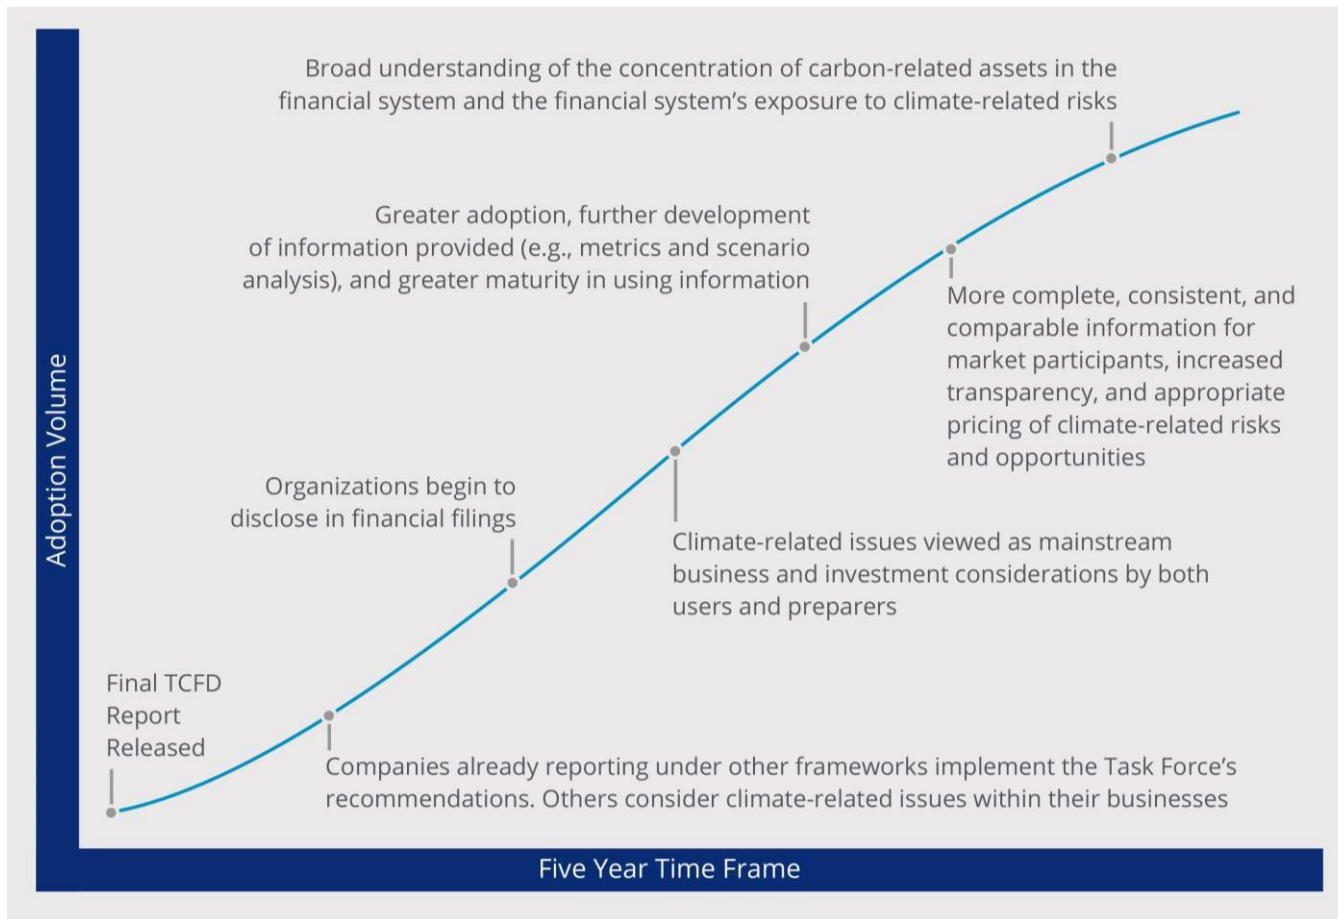 Broad understanding of the concentration of carbon-related assets in the
financial system and the financial system’s exposure to climate-related risks
Greater adoption, further development
of information provided (e.g., metrics and scenario
analysis), and greater maturity in using information
More complete, consistent, and
comparable information for
market participants, increased
transparency, and appropriate
pricing of climate-related risks
and opportunities
Adoption Volume
Organizations begin to
disclose in financial filings
Climate-related issues viewed as mainstream
business and investment considerations by both
users and preparers
Final TCFD
Report
Released
Companies already reporting under other frameworks implement the Task Force’s
recommendations. Others consider climate-related issues within their businesses
Five Year Time Frame